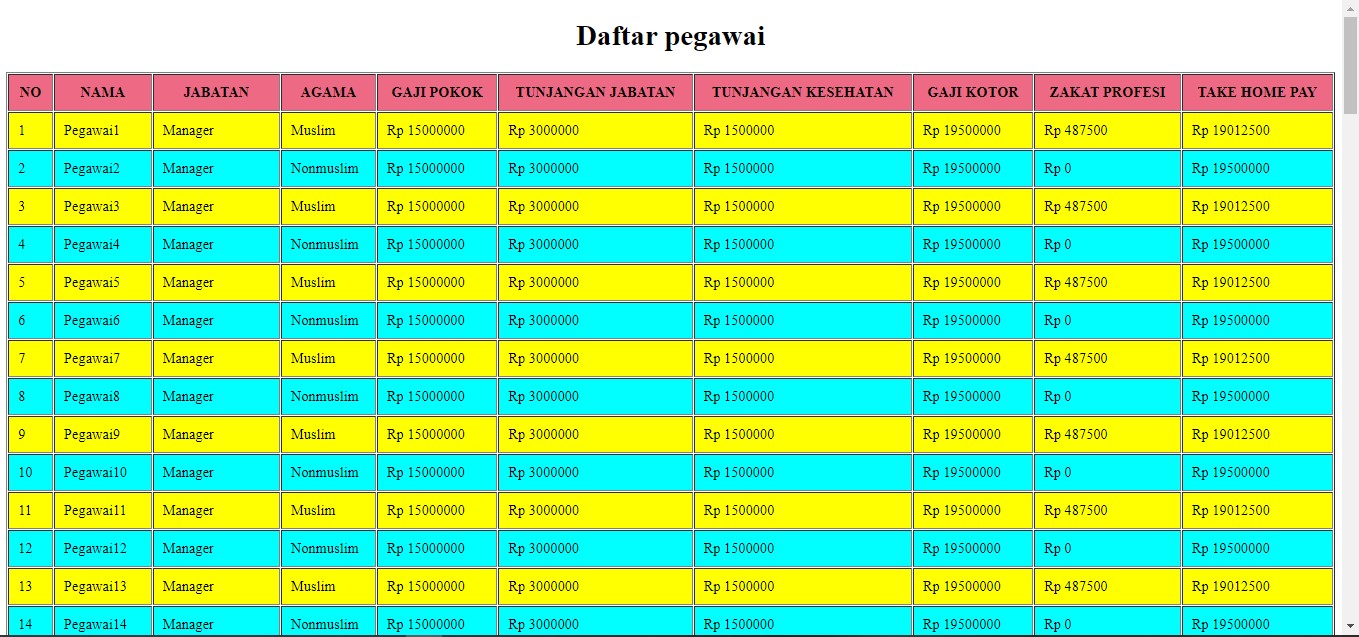 Daftar pegawai
NO NAMA JABATAN AGAMA GAJI POKOK TUNJANGAN JABATAN TUNJANGAN KESEHATAN GAJI KOTOR ZAKAT PROFESI TAKE HOME PAY
1 Pegawai1 Manager Muslim Rp 15000000 Rp 3000000 Rp 1500000 Rp 19500000 Rp 487500 Rp 19012500
2 Pegawai2 Manager Nonmuslim Rp 15000000 Rp 3000000 Rp 1500000 Rp 19500000 Rp 0 Rp 19500000
3 Pegawai3 Manager Muslim Rp 15000000 Rp 3000000 Rp 1500000 Rp 19500000 Rp 487500 Rp 19012500
4 Pegawai4 Manager Nonmuslim Rp 15000000 Rp 3000000 Rp 1500000 Rp 19500000 Rp 0 Rp 19500000
5 Pegawai5 Manager Muslim Rp 15000000 Rp 3000000 Rp 1500000 Rp 19500000 Rp 487500 Rp 19012500
6 Pegawai6 Manager Nonmuslim Rp 15000000 Rp 3000000 Rp 1500000 Rp 19500000 Rp 0 Rp 19500000
7 Pegawai7 Manager Muslim Rp 15000000 Rp 3000000 Rp 1500000 Rp 19500000 Rp 487500 Rp 19012500
8 Pegawai8 Manager Nonmuslim Rp 15000000 Rp 3000000 Rp 1500000 Rp 19500000 Rp 0 Rp 19500000
9 Pegawai9 Manager Muslim Rp 15000000 Rp 3000000 Rp 1500000 Rp 19500000 Rp 487500 Rp 19012500
10 Pegawai10 Manager Nonmuslim Rp 15000000 Rp 3000000 Rp 1500000 Rp 19500000 Rp 0 Rp 19500000
11 Pegawai11 Manager Muslim Rp 15000000 Rp 3000000 Rp 1500000 Rp 19500000 Rp 487500 Rp 19012500
12 Pegawai12 Manager Nonmuslim Rp 15000000 Rp 3000000 Rp 1500000 Rp 19500000 Rp 0 Rp 19500000
13 Pegawai13 Manager Muslim Rp 15000000 Rp 3000000 Rp 1500000 Rp 19500000 Rp 487500 Rp 19012500
14 Pegawai14 Manager Nonmuslim Rp 15000000 Rp 3000000 Rp 1500000 Rp 19500000 Rp 0 Rp 19500000